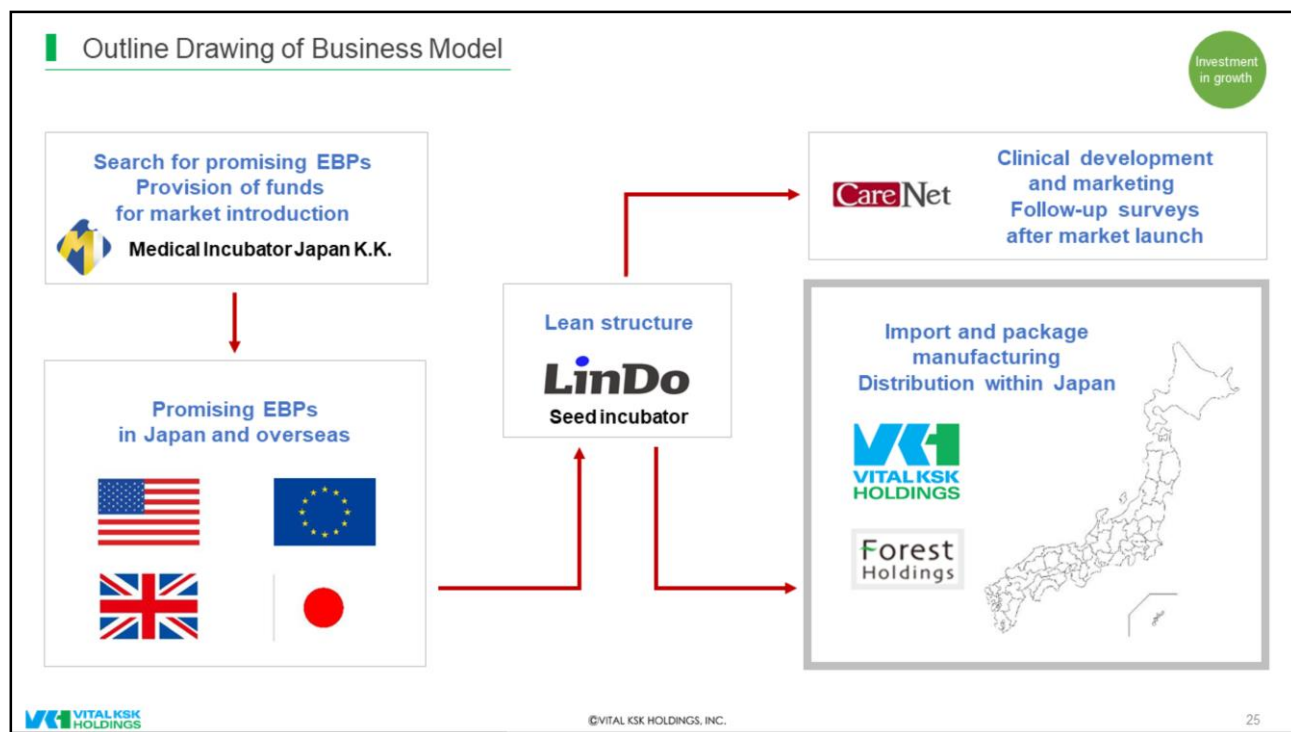 Outline Drawing of Business Model
Investment
in growth
Search for promising EBPs
Provision of funds
for market introduction
Medical Incubator Japan K.K.
Promising EBPs
in Japan and overseas
Lean structure
LinDo
Seed incubator
CareNet
Clinical development
and marketing
Follow-up surveys
after market launch
Import and package
manufacturing
Distribution within Japan
VITAL KSK
HOLDINGS
Forest
Holdings
VITAL KSK
HOLDINGS
©VITAL KSK HOLDINGS, INC.
25